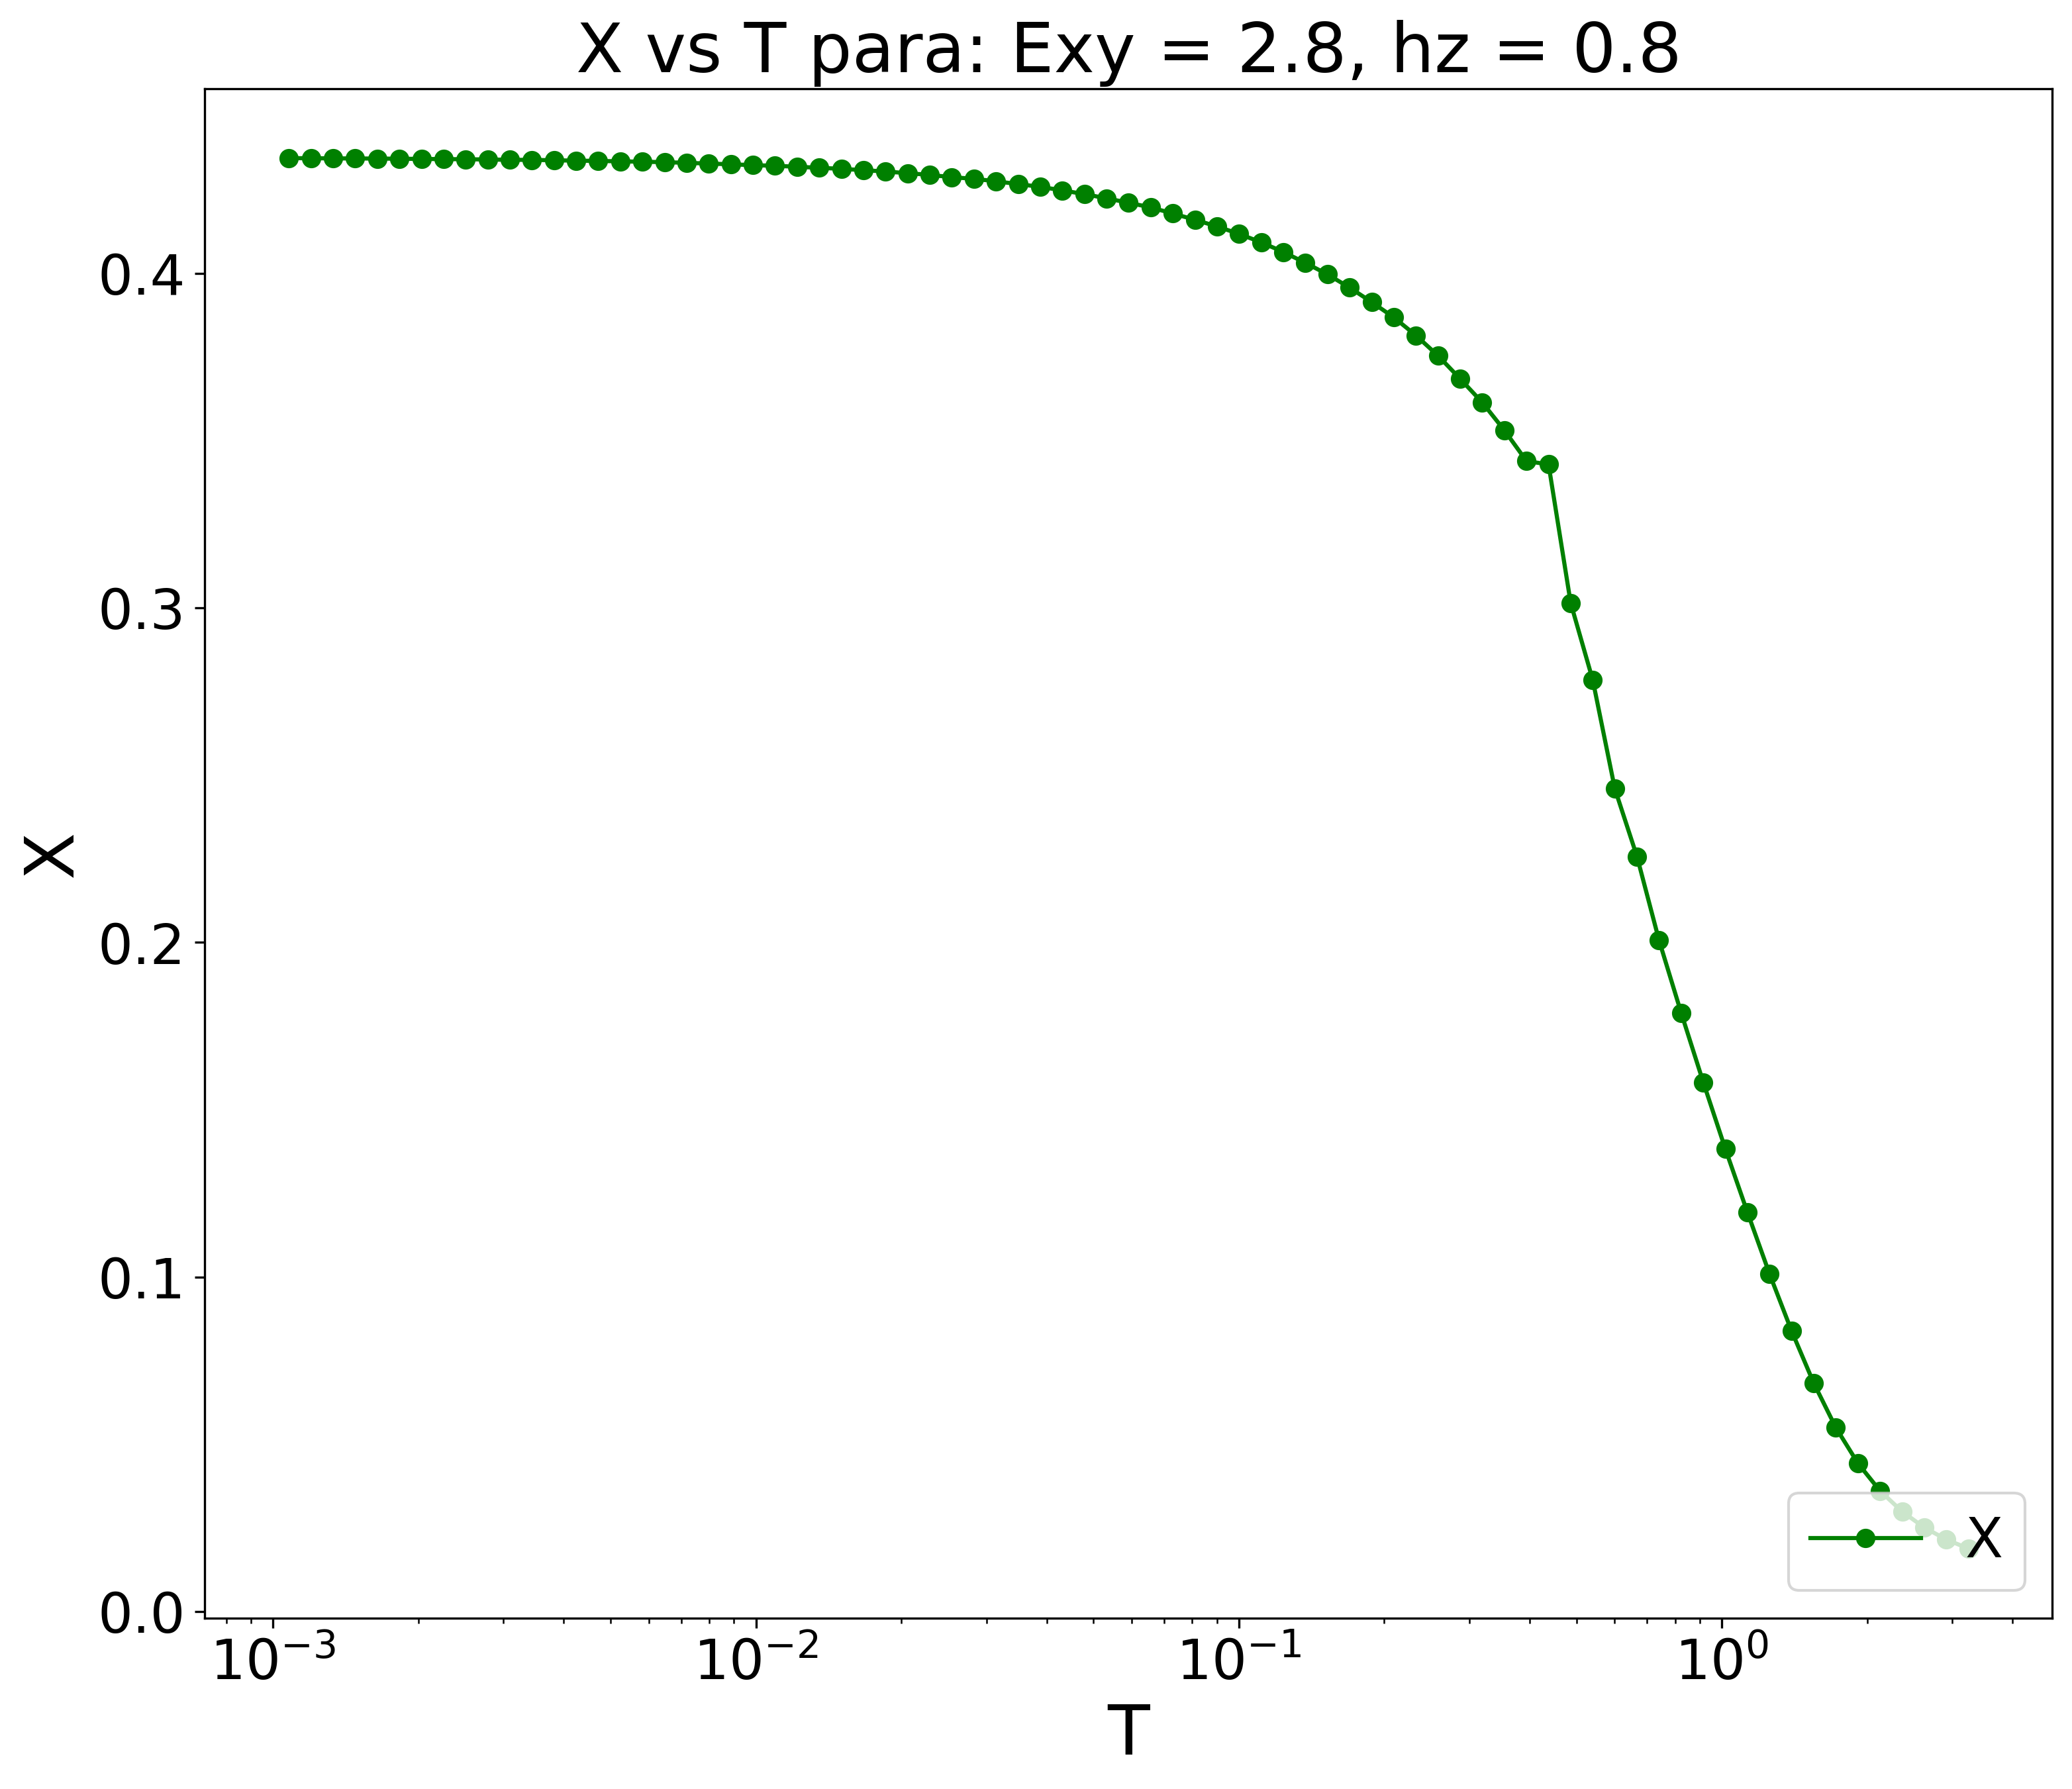 X vs T para: Exy = 2.8, hz = 0.8
X
0.4
0.3
0.2
0.1
0.0
10⁻³ 10⁻² 10⁻¹ 10⁰
T
X